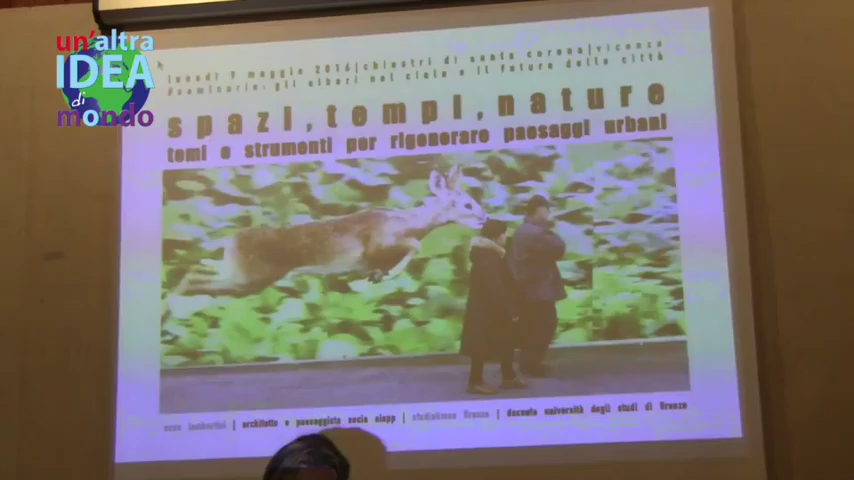 un'altra
IDEA
di
mondo
lunedì 9 maggio 2016|chiostri di santa corona|vicenza
#seminario: gli alberi nel cielo e il futuro delle città
spazi, tempi, nature
temi e strumenti per rigenerare paesaggi urbani
architetto e paesaggista socio aiapp | | docente università degli studi di firenze